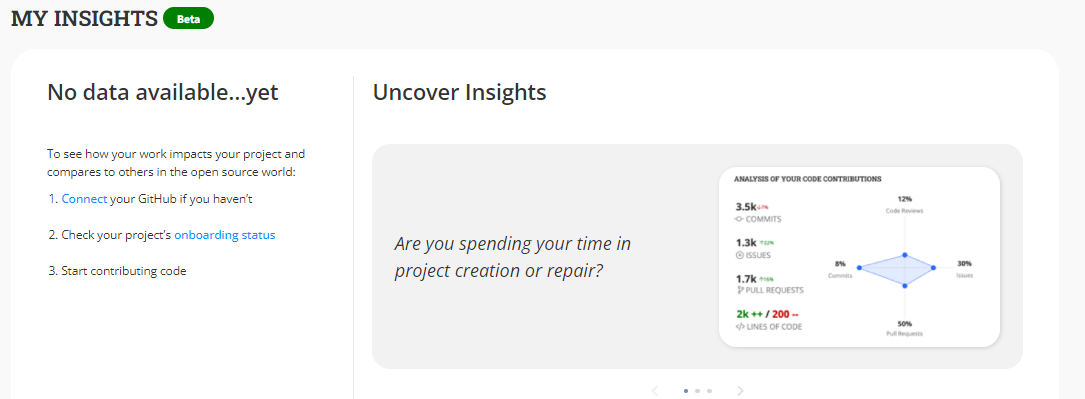 MY INSIGHTS Beta
No data available...yet
To see how your work impacts your project and
compares to others in the open source world:
1. Connect your GitHub if you haven't
2. Check your project's onboarding status
3. Start contributing code
Uncover Insights
Are you spending your time in
project creation or repair?
ANALYSIS OF YOUR CODE CONTRIBUTIONS
3.5k ↓7%
COMMITS
1.3k ↑22%
ISSUES
1.7k ↑16%
PULL REQUESTS
2k ++ / 200 --
</> LINES OF CODE
12%
Code Reviews
8%
Commits
30%
Issues
50%
Pull Requests